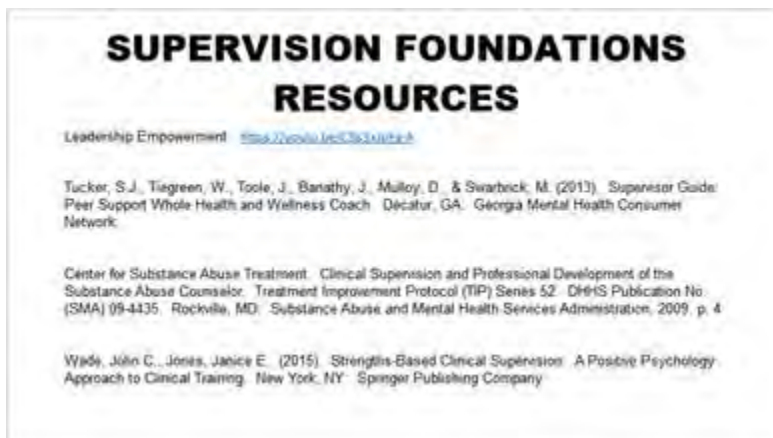 SUPERVISION FOUNDATIONS
RESOURCES
Leadership Empowerment
Tucker, S.J., Tiegreen, W., Toole, J., Banathy, J., Mulloy, D., & Swarbrick, M. (2013). Supervisor Guide:
Peer Support Whole Health and Wellness Coach. Decatur, GA. Georgia Mental Health Consumer
Network.
Center for Substance Abuse Treatment. Clinical Supervision and Professional Development of the
Substance Abuse Counselor. Treatment Improvement Protocol (TIP) Series 52. DHHS Publication No.
(SMA) 09-4435. Rockville, MD: Substance Abuse and Mental Health Services Administration, 2009. p. 4
Wade, John C., Jones, Janice E. (2015). Strengths-Based Clinical Supervision: A Positive Psychology
Approach to Clinical Training. New York, NY: Springer Publishing Company